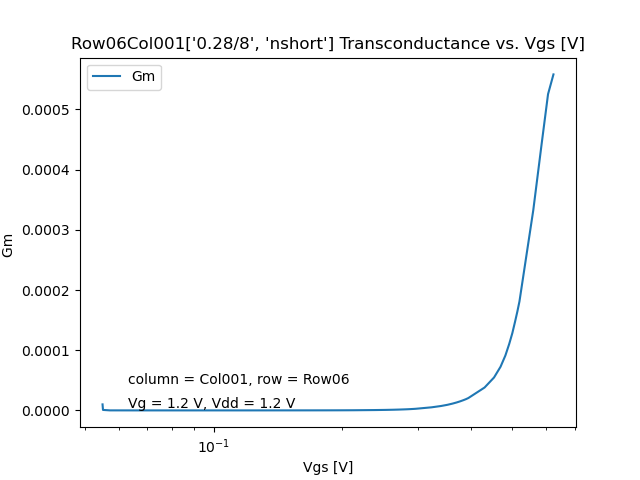 Row06Col001['0.28/8', 'nshort'] Transconductance vs. Vgs [V]
Gm
0.0005
0.0004
0.0003
0.0002
0.0001
0.0000
Gm
column = Col001, row = Row06
Vg = 1.2 V, Vdd = 1.2 V
10⁻¹
Vgs [V]